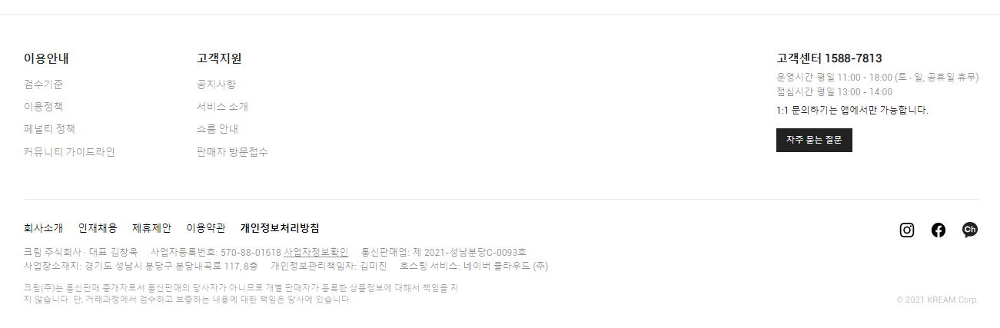 이용안내
검수기준
이용정책
페널티 정책
커뮤니티 가이드라인
고객지원
공지사항
서비스 소개
쇼룸 안내
판매자 방문접수
고객센터 1588-7813
운영시간 평일 11:00 - 18:00 (토 · 일, 공휴일 휴무)
점심시간 평일 13:00 - 14:00
1:1 문의하기는 앱에서만 가능합니다.
자주 묻는 질문
회사소개 인재채용 제휴제안 이용약관 개인정보처리방침
Ch
크림 주식회사 · 대표 김창욱 사업자등록번호: 570-88-01618 사업자정보확인 통신판매업: 제 2021-성남분당C-0093호
사업장소재지: 경기도 성남시 분당구 분당내곡로 117, 8층 개인정보관리책임자: 김미진 호스팅 서비스: 네이버 클라우드 (주)
크림(주)는 통신판매 중개자로서 통신판매의 당사자가 아니므로 개별 판매자가 등록한 상품정보에 대해서 책임을 지
지 않습니다. 단, 거래과정에서 검수하고 보증하는 내용에 대한 책임은 당사에 있습니다.
© 2021 KREAM.Corp.